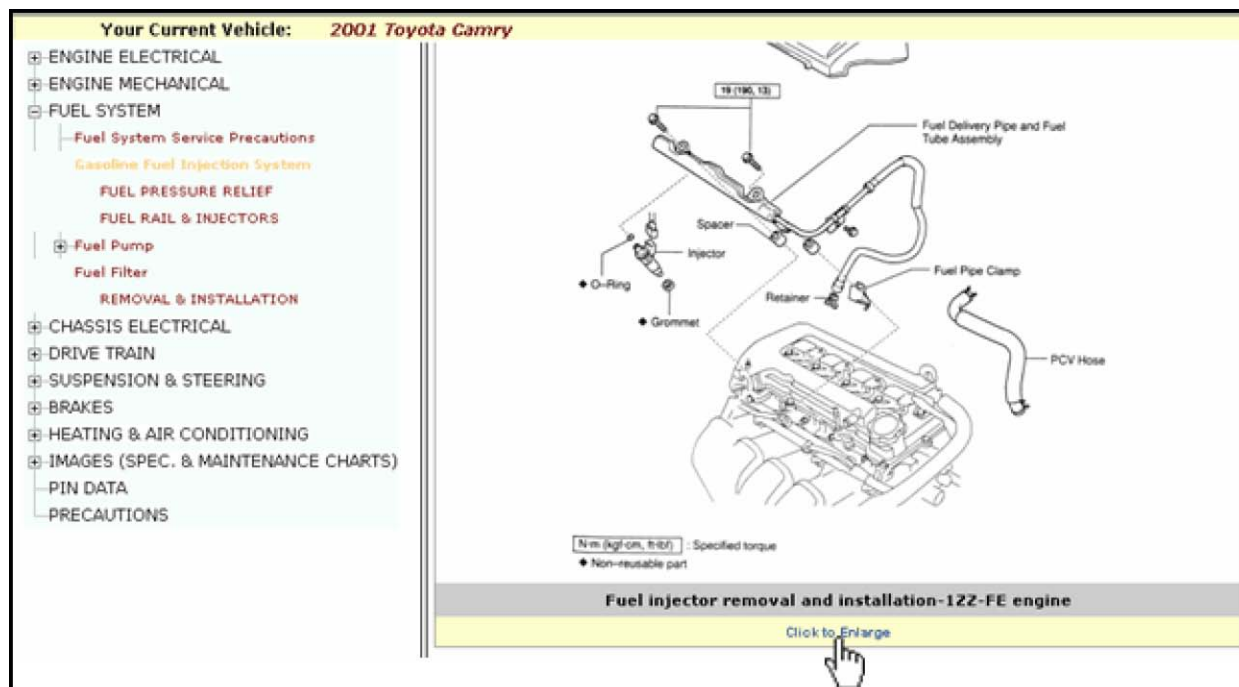 Your Current Vehicle: 2001 Toyota Camry
ENGINE ELECTRICAL
ENGINE MECHANICAL
FUEL SYSTEM
Fuel System Service Precautions
Gasoline Fuel Injection System
FUEL PRESSURE RELIEF
FUEL RAIL & INJECTORS
Fuel Pump
Fuel Filter
REMOVAL & INSTALLATION
CHASSIS ELECTRICAL
DRIVE TRAIN
SUSPENSION & STEERING
BRAKES
HEATING & AIR CONDITIONING
IMAGES (SPEC. & MAINTENANCE CHARTS)
PIN DATA
PRECAUTIONS
19 (190, 13)
Fuel Delivery Pipe and Fuel
Tube Assembly
Spacer
Injector
◆ O-Ring
Fuel Pipe Clamp
Retainer
◆ Grommet
PCV Hose
N·m (kgf·cm, ft·lbf) : Specified torque
◆ Non-reusable part
Fuel injector removal and installation-1ZZ-FE engine
Click to Enlarge